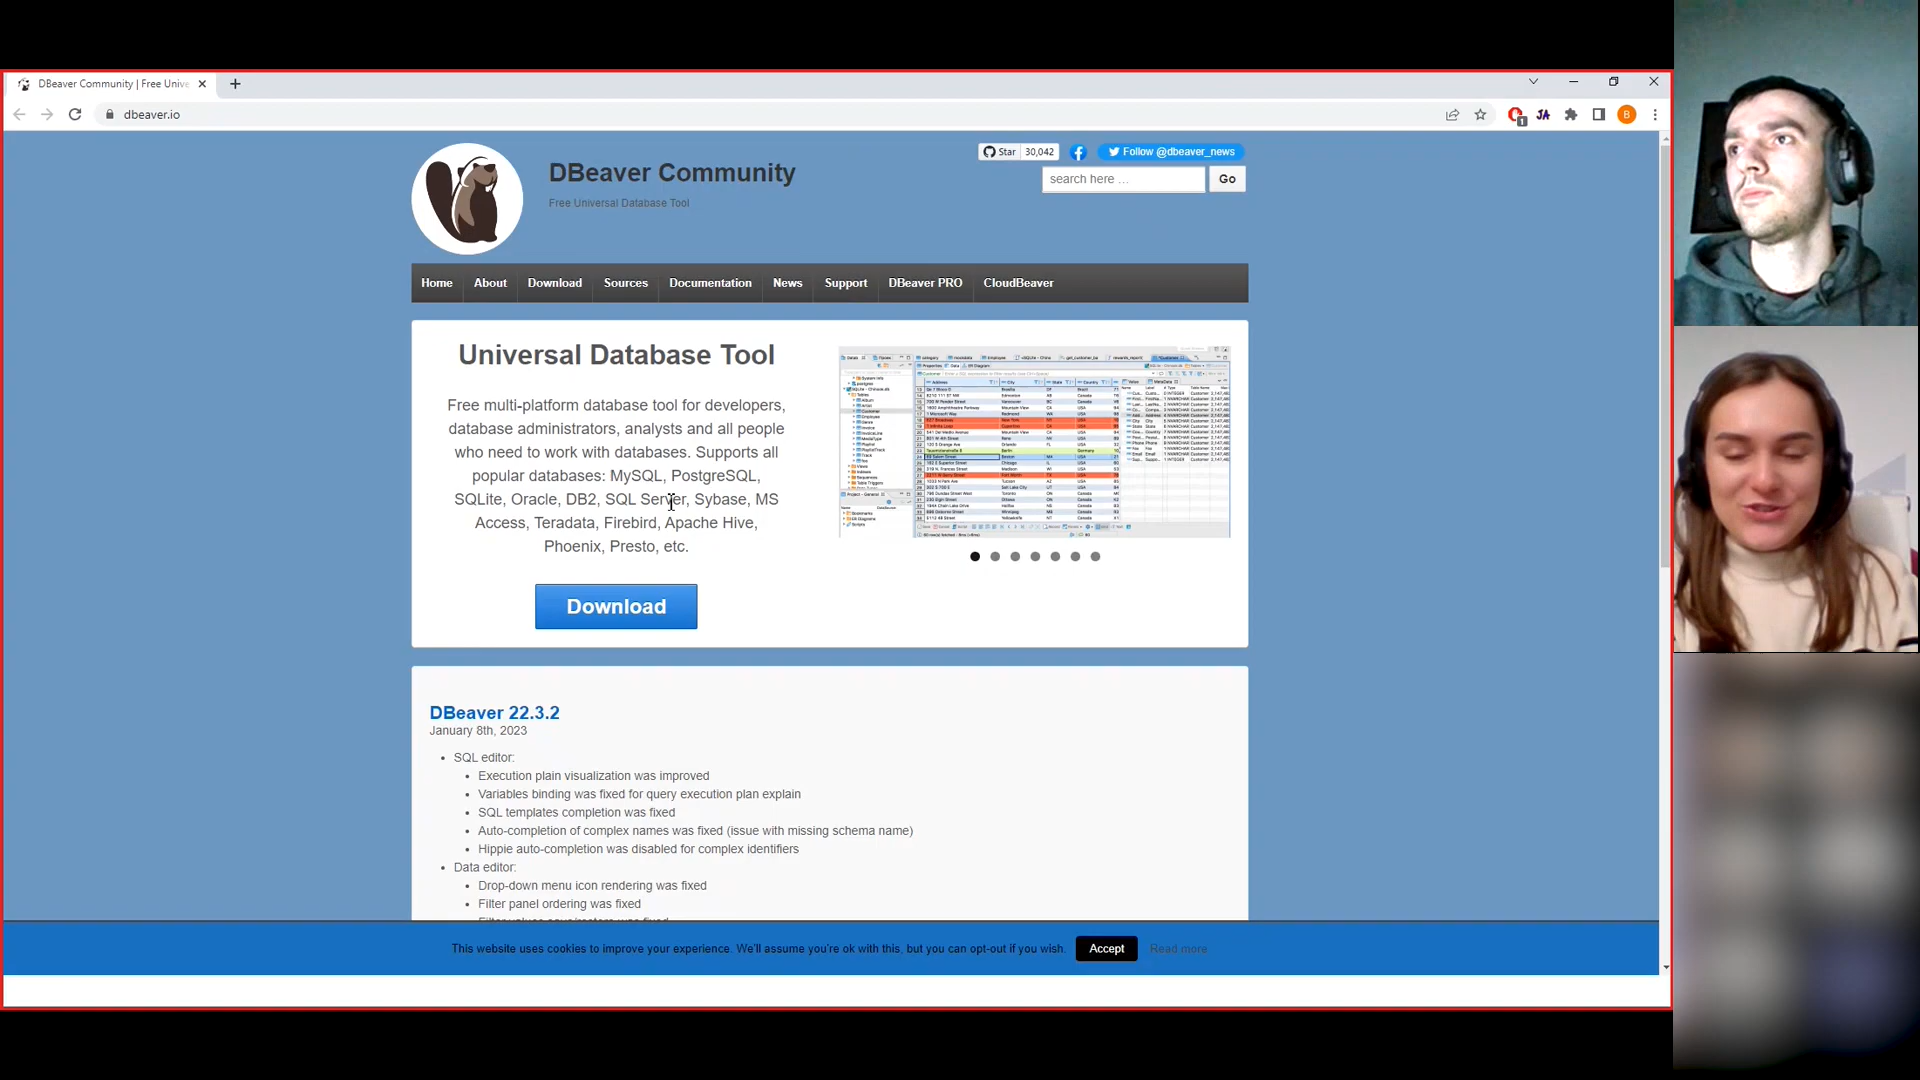 DBeaver Community | Free Unive
dbeaver.io
B
1
JA
DBeaver Community
Free Universal Database Tool
Star 30,042
Follow @dbeaver_news
search here ...
Go
Home About Download Sources Documentation News Support DBeaver PRO CloudBeaver
Universal Database Tool
Free multi-platform database tool for developers,
database administrators, analysts and all people
who need to work with databases. Supports all
popular databases: MySQL, PostgreSQL,
SQLite, Oracle, DB2, SQL Server, Sybase, MS
Access, Teradata, Firebird, Apache Hive,
Phoenix, Presto, etc.
Download
DBeaver 22.3.2
January 8th, 2023
SQL editor:
Execution plain visualization was improved
Variables binding was fixed for query execution plan explain
SQL templates completion was fixed
Auto-completion of complex names was fixed (issue with missing schema name)
Hippie auto-completion was disabled for complex identifiers
Data editor:
Drop-down menu icon rendering was fixed
Filter panel ordering was fixed
This website uses cookies to improve your experience. We'll assume you're ok with this, but you can opt-out if you wish.
Accept
Read more